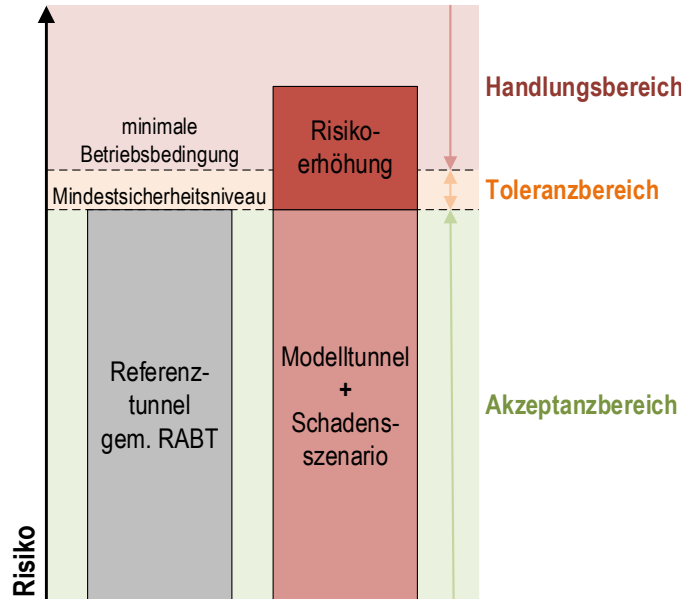 Handlungsbereich
minimale
Betriebsbedingung
Risiko-
erhöhung
Mindestsicherheitsniveau
Toleranzbereich
Referenz-
tunnel
gem. RABT
Modelltunnel
+
Schadens-
szenario
Akzeptanzbereich
Risiko